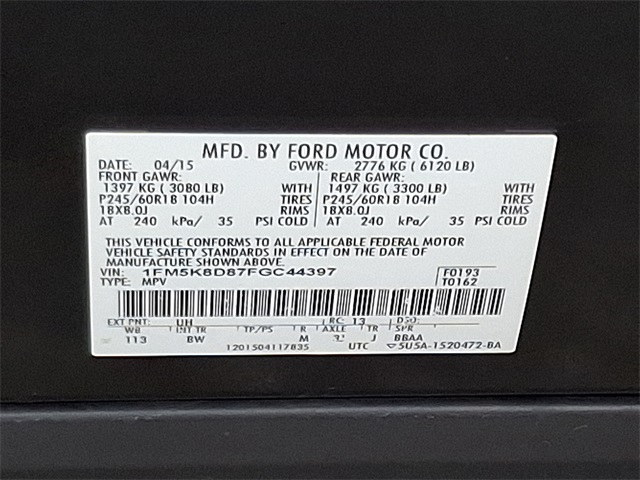 MFD. BY FORD MOTOR CO.
DATE: 04/15 GVWR: 2776 KG ( 6120 LB)
FRONT GAWR: REAR GAWR:
1397 KG ( 3080 LB) WITH 1497 KG ( 3300 LB) WITH
P245/60R18 104H TIRES P245/60R18 104H TIRES
18X8.0J RIMS 18X8.0J RIMS
AT 240 kPa/ 35 PSI COLD AT 240 kPa/ 35 PSI COLD
THIS VEHICLE CONFORMS TO ALL APPLICABLE FEDERAL MOTOR
VEHICLE SAFETY STANDARDS IN EFFECT ON THE DATE OF
MANUFACTURE SHOWN ABOVE.
VIN: 1FM5K8D87FGC44397 F0193
TYPE: MPV T0162
EXT PNT: UH RC: 13 DSO:
WB INT TR TP/PS R AXLE TR SPR
113 BW M J BBAA
1201504117835 UTC 5U5A-1520472-BA